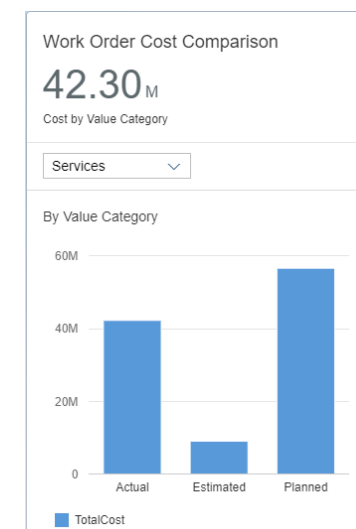 Work Order Cost Comparison
42.30 M
Cost by Value Category
Services
By Value Category
60M
40M
20M
0
Actual Estimated Planned
TotalCost